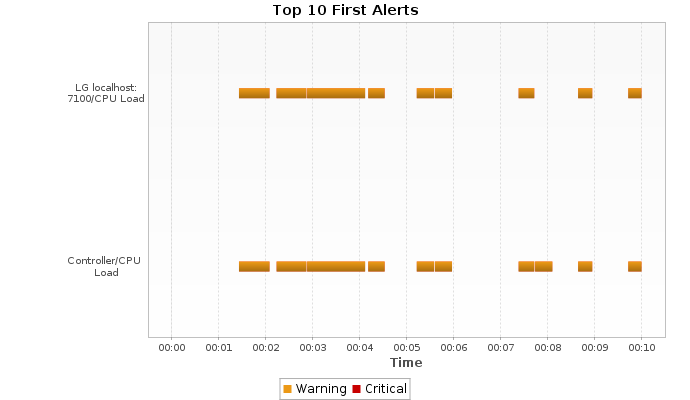 Top 10 First Alerts
LG localhost:
7100/CPU Load
Controller/CPU
Load
00:00 00:01 00:02 00:03 00:04 00:05 00:06 00:07 00:08 00:09 00:10
Time
Warning Critical